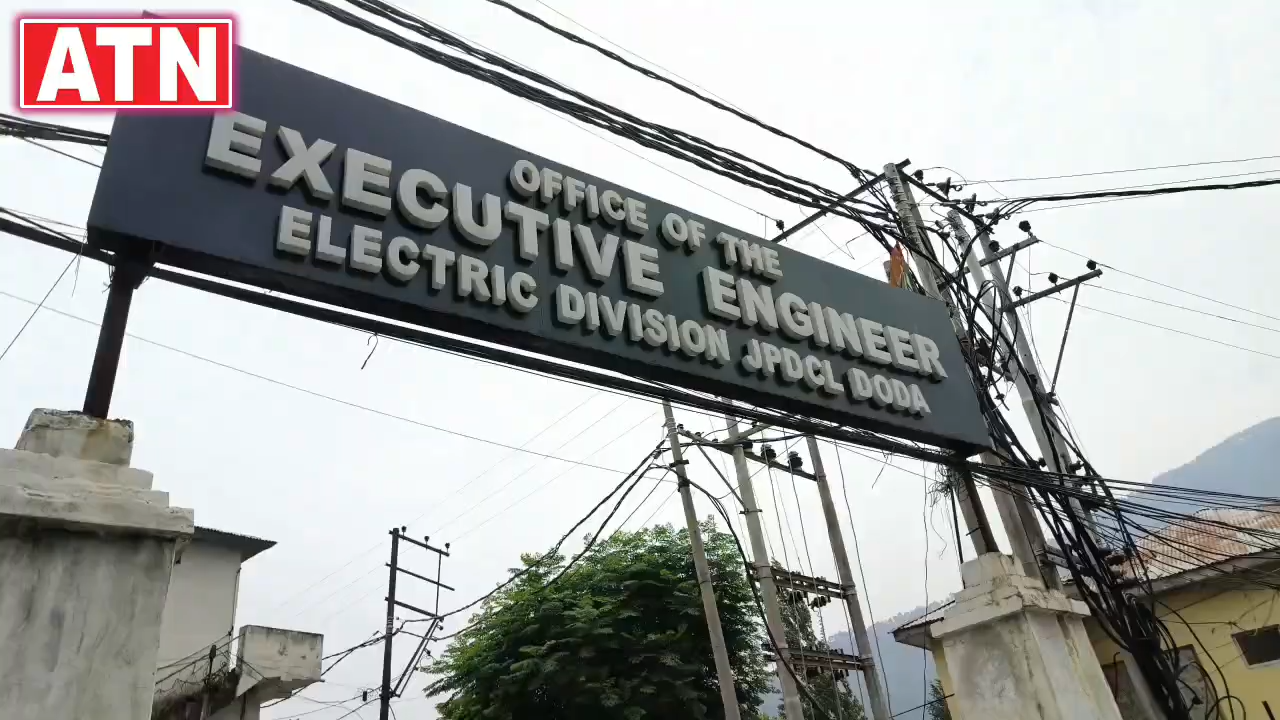 ATN
OFFICE OF THE
EXECUTIVE ENGINEER
ELECTRIC DIVISION JPDCL DODA